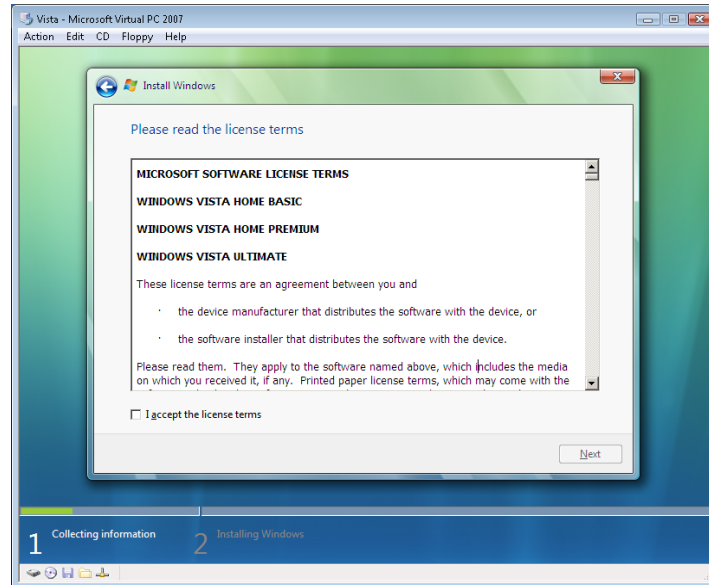 Vista - Microsoft Virtual PC 2007
Action Edit CD Floppy Help
Install Windows
Please read the license terms
MICROSOFT SOFTWARE LICENSE TERMS
WINDOWS VISTA HOME BASIC
WINDOWS VISTA HOME PREMIUM
WINDOWS VISTA ULTIMATE
These license terms are an agreement between you and
· the device manufacturer that distributes the software with the device, or
· the software installer that distributes the software with the device.
Please read them. They apply to the software named above, which includes the media
on which you received it, if any. Printed paper license terms, which may come with the
I accept the license terms
Next
1 Collecting information
2 Installing Windows